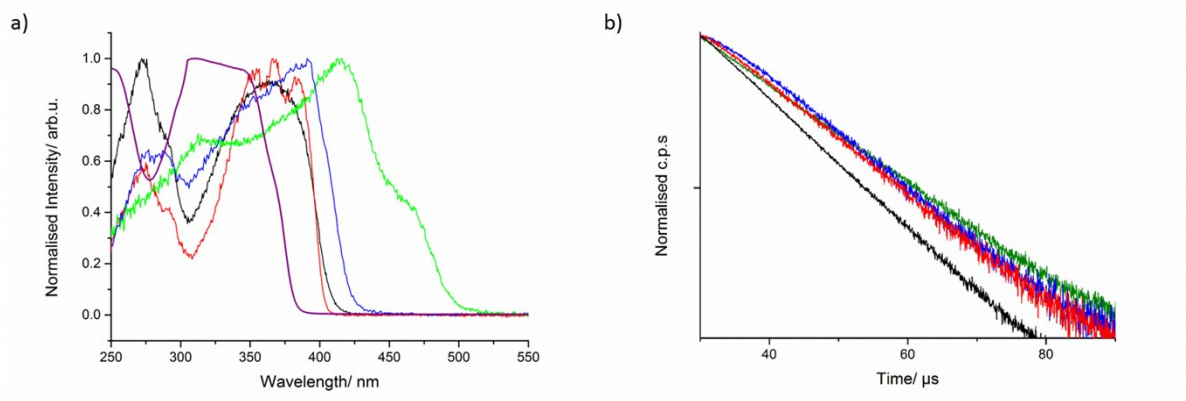 a)
Normalised Intensity/ arb.u.
1.0
0.8
0.6
0.4
0.2
0.0
250 300 350 400 450 500 550
Wavelength/ nm
b)
Normalised c.p.s
40 60 80
Time/ µs